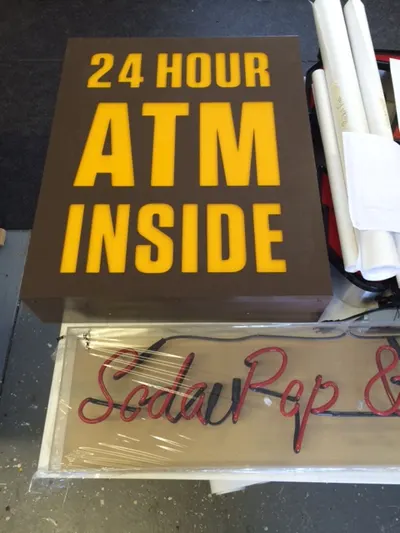 24 HOUR
ATM
INSIDE
Soda Pop &